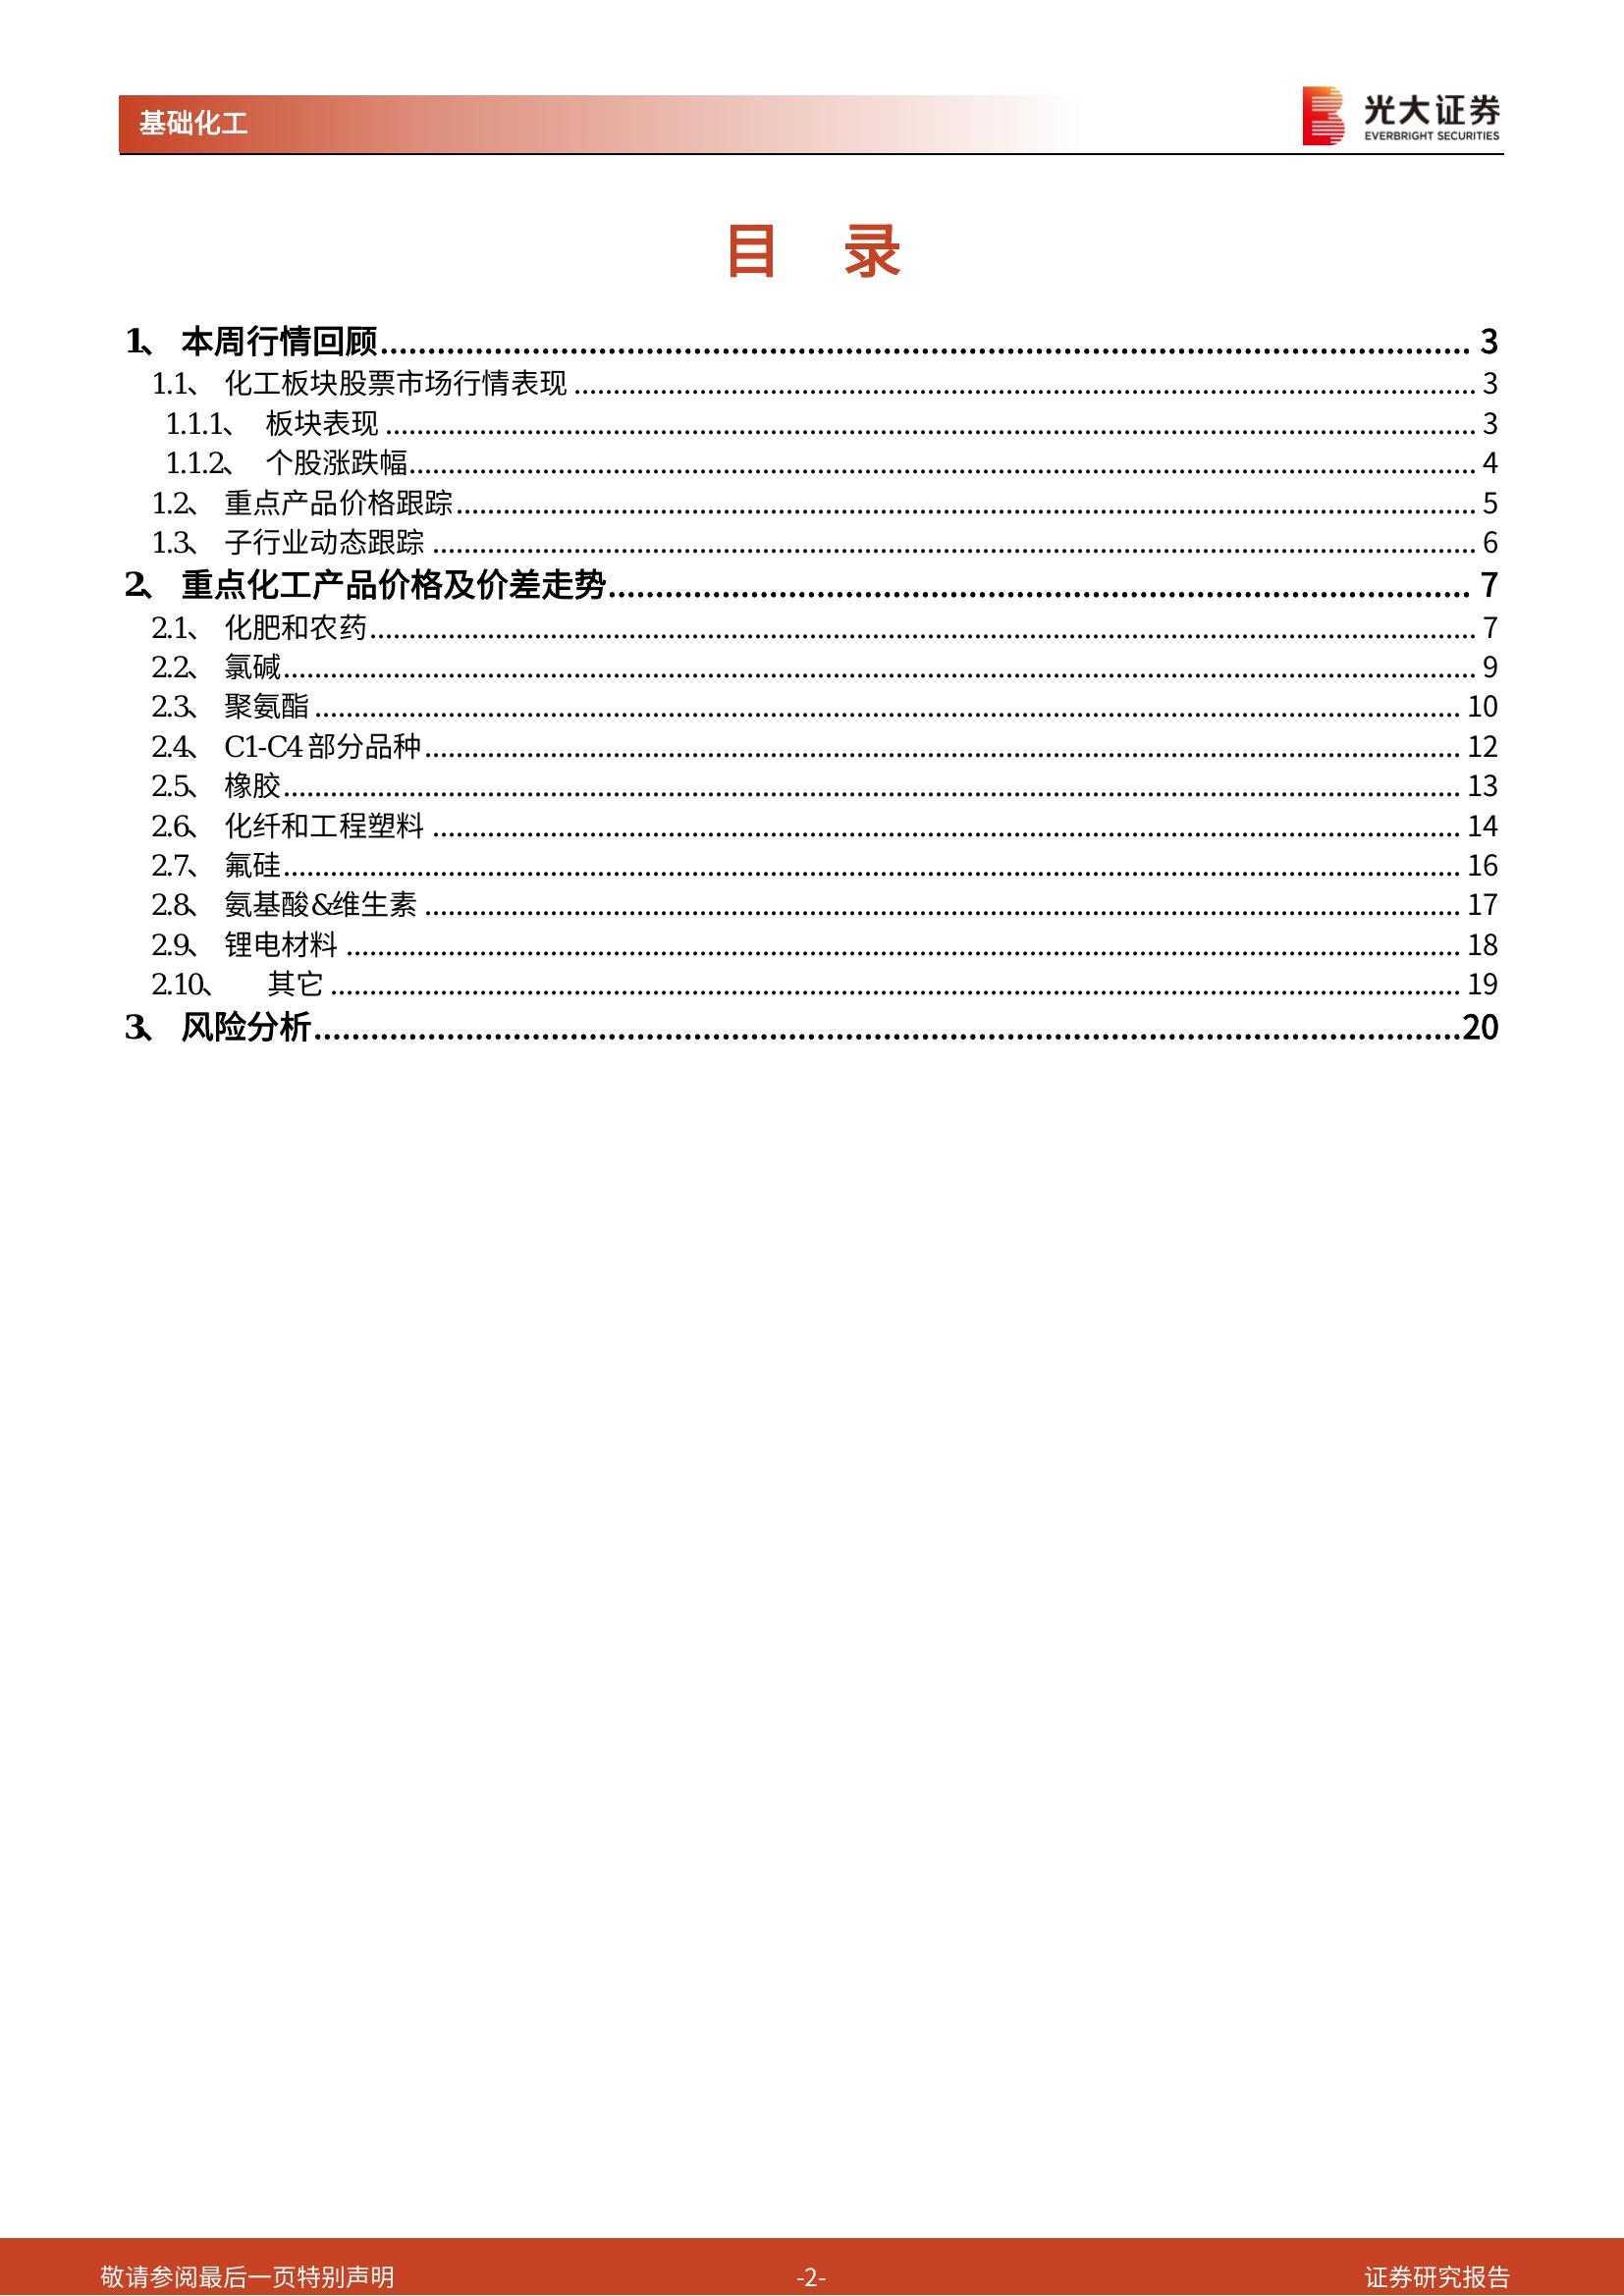 基础化工
光大证券
EVERBRIGHT SECURITIES
目 录
1、 本周行情回顾 3
1.1、 化工板块股票市场行情表现 3
1.1.1、 板块表现 3
1.1.2、 个股涨跌幅 4
1.2、 重点产品价格跟踪 5
1.3、 子行业动态跟踪 6
2、 重点化工产品价格及价差走势 7
2.1、 化肥和农药 7
2.2、 氯碱 9
2.3、 聚氨酯 10
2.4、 C1-C4 部分品种 12
2.5、 橡胶 13
2.6、 化纤和工程塑料 14
2.7、 氟硅 16
2.8、 氨基酸&维生素 17
2.9、 锂电材料 18
2.10、 其它 19
3、 风险分析 20
敬请参阅最后一页特别声明 -2- 证券研究报告